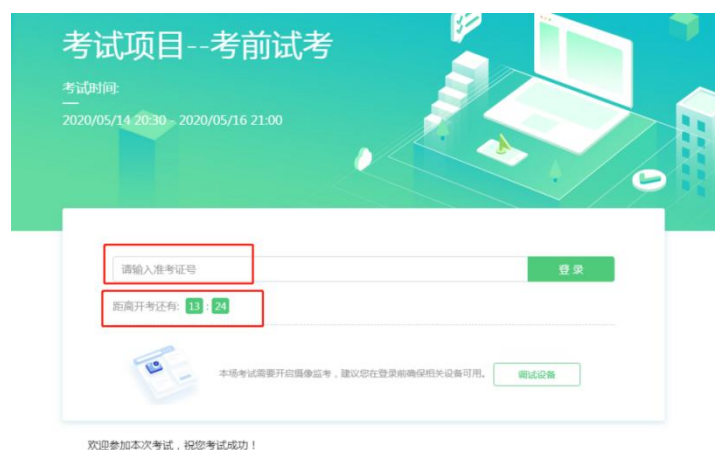 考试项目--考前试考
考试时间:
2020/05/14 20:30 - 2020/05/16 21:00
请输入准考证号
登 录
距离开考还有: 13 : 24
本场考试需要开启摄像监考，建议您在登录前确保相关设备可用。
调试设备
欢迎参加本次考试，祝您考试成功！